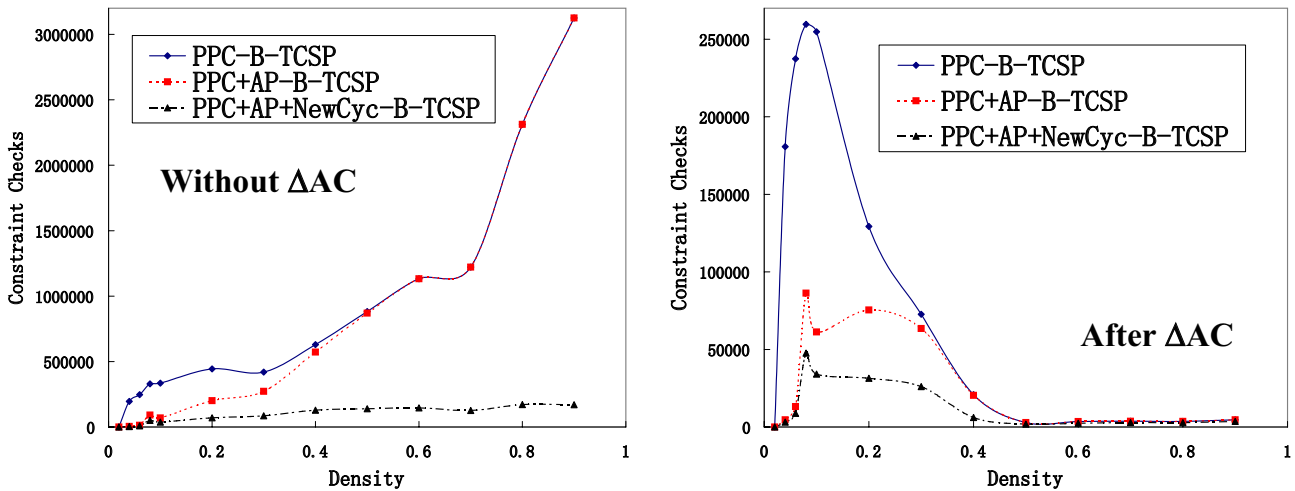 3000000
2500000
2000000
1500000
1000000
500000
0
Constraint Checks
PPC-B-TCSP
PPC+AP-B-TCSP
PPC+AP+NewCyc-B-TCSP
Without ΔAC
0 0.2 0.4 0.6 0.8 1
Density
250000
200000
150000
100000
50000
0
Constraint Checks
PPC-B-TCSP
PPC+AP-B-TCSP
PPC+AP+NewCyc-B-TCSP
After ΔAC
0 0.2 0.4 0.6 0.8 1
Density